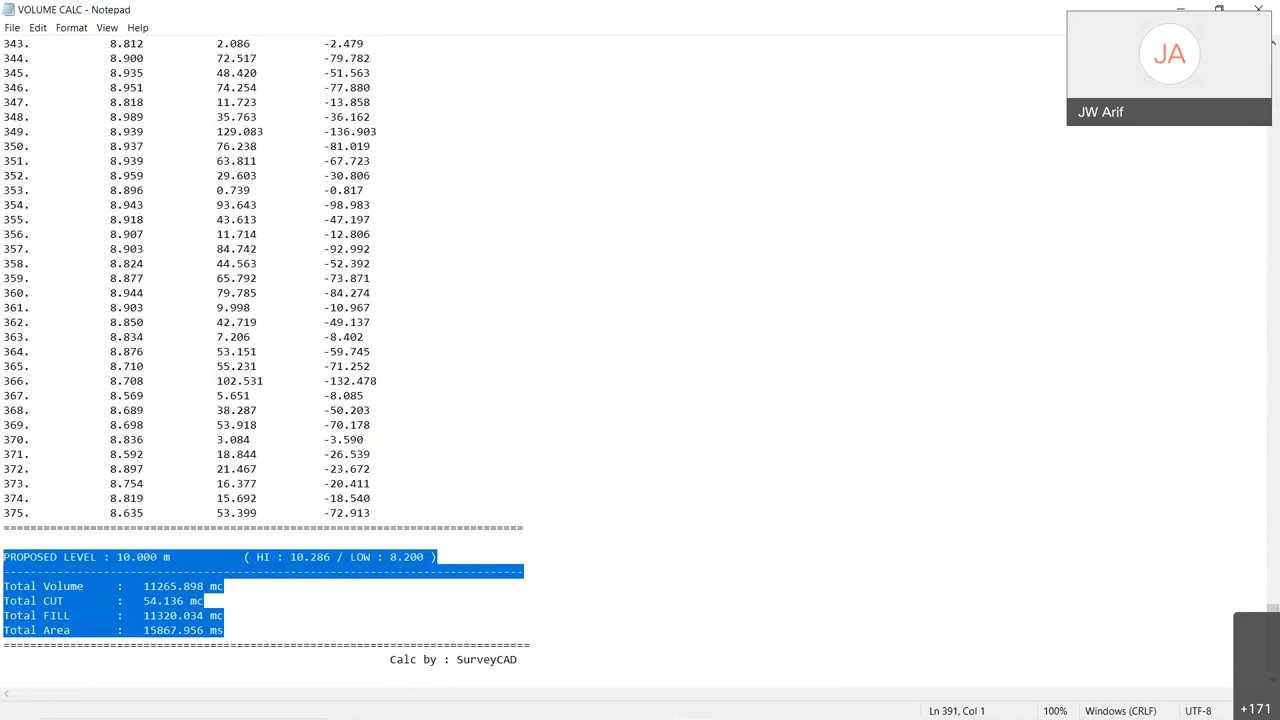 VOLUME CALC - Notepad
File Edit Format View Help
343. 8.812 2.086 -2.479
344. 8.900 72.517 -79.782
345. 8.935 48.420 -51.563
346. 8.951 74.254 -77.880
347. 8.818 11.723 -13.858
348. 8.989 35.763 -36.162
349. 8.939 129.083 -136.903
350. 8.937 76.238 -81.019
351. 8.939 63.811 -67.723
352. 8.959 29.603 -30.806
353. 8.896 0.739 -0.817
354. 8.943 93.643 -98.983
355. 8.918 43.613 -47.197
356. 8.907 11.714 -12.806
357. 8.903 84.742 -92.992
358. 8.824 44.563 -52.392
359. 8.877 65.792 -73.871
360. 8.944 79.785 -84.274
361. 8.903 9.998 -10.967
362. 8.850 42.719 -49.137
363. 8.834 7.206 -8.402
364. 8.876 53.151 -59.745
365. 8.710 55.231 -71.252
366. 8.708 102.531 -132.478
367. 8.569 5.651 -8.085
368. 8.689 38.287 -50.203
369. 8.698 53.918 -70.178
370. 8.836 3.084 -3.590
371. 8.592 18.844 -26.539
372. 8.897 21.467 -23.672
373. 8.754 16.377 -20.411
374. 8.819 15.692 -18.540
375. 8.635 53.399 -72.913
==============================================================================
PROPOSED LEVEL : 10.000 m ( HI : 10.286 / LOW : 8.200 )
------------------------------------------------------------------------------
Total Volume : 11265.898 mc
Total CUT : 54.136 mc
Total FILL : 11320.034 mc
Total Area : 15867.956 ms
===============================================================================
Calc by : SurveyCAD
Ln 391, Col 1 100% Windows (CRLF) UTF-8
JA
JW Arif
+171